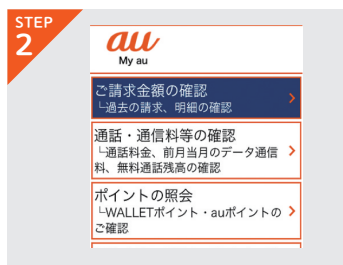 STEP
2
au
My au
ご請求金額の確認
└過去の請求、明細の確認
通話・通信料等の確認
└通話料金、前月当月のデータ通信
料、無料通話残高の確認
ポイントの照会
└WALLETポイント・auポイントの
ご確認